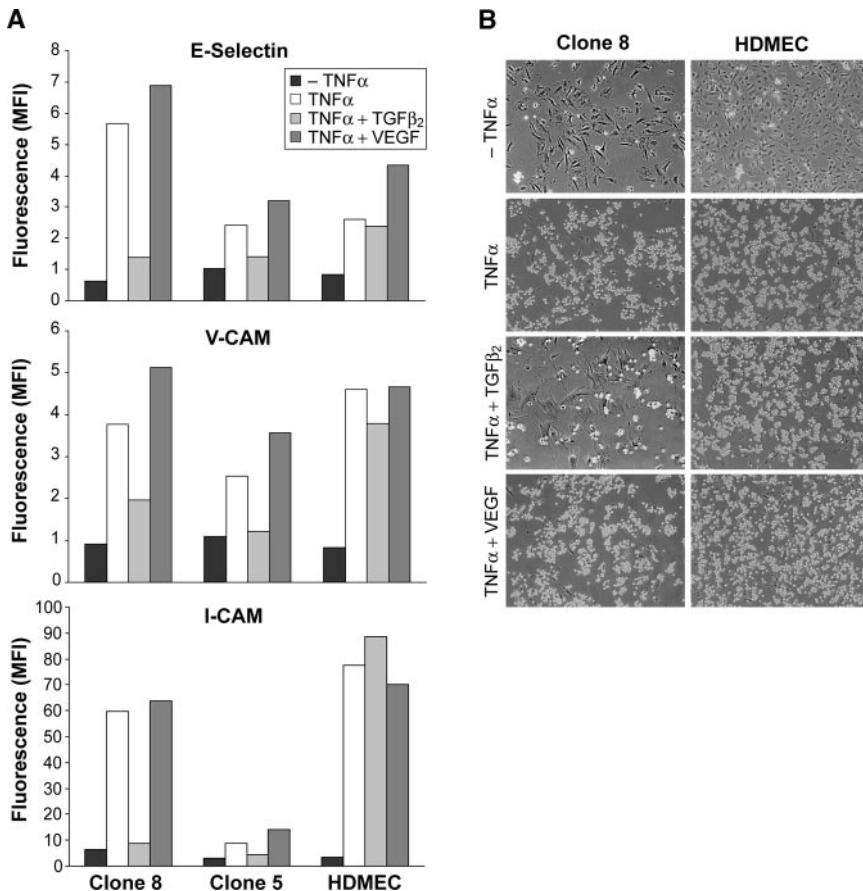 A
E-Selectin
Fluorescence (MFI)
8
7
6
5
4
3
2
1
0
– TNFα
TNFα
TNFα + TGFβ₂
TNFα + VEGF
V-CAM
Fluorescence (MFI)
6
5
4
3
2
1
0
I-CAM
Fluorescence (MFI)
100
90
80
70
60
50
40
30
20
10
0
Clone 8 Clone 5 HDMEC
B
Clone 8 HDMEC
– TNFα
TNFα
TNFα + TGFβ₂
TNFα + VEGF